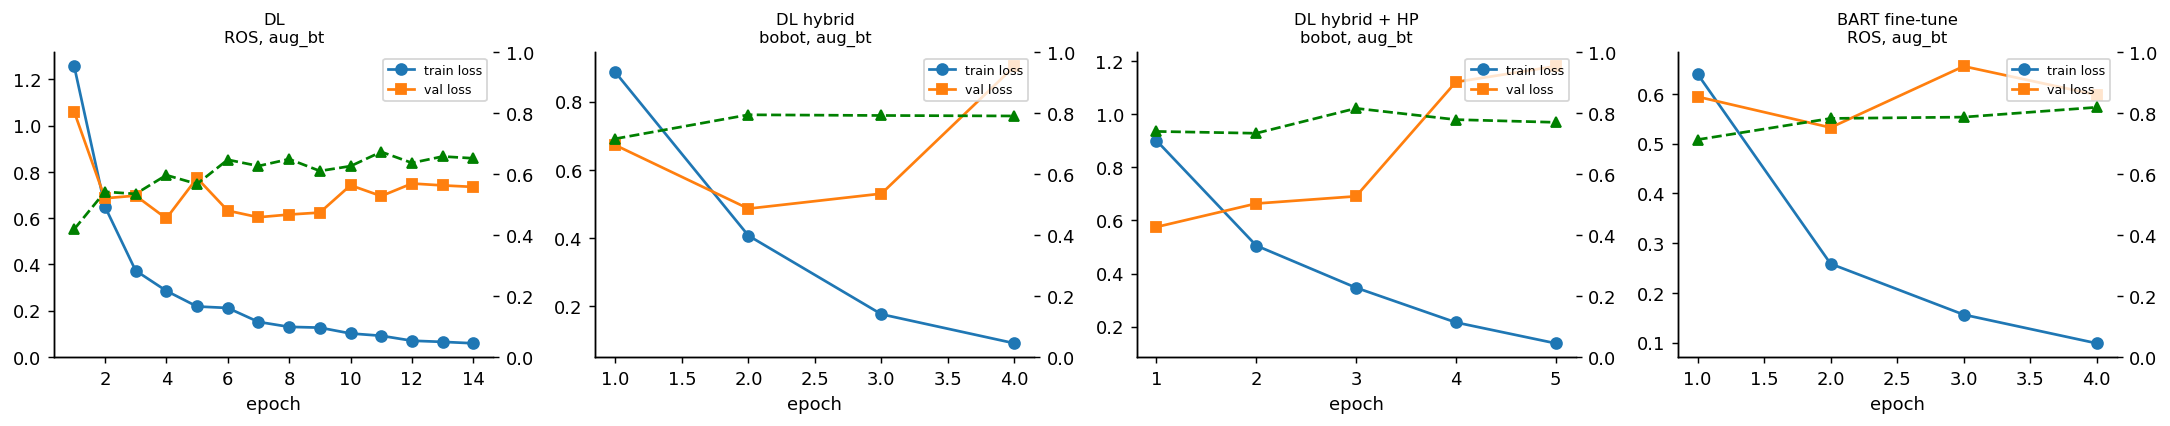 DL
ROS, aug_bt
1.2
1.0
0.8
0.6
0.4
0.2
0.0
1.0
0.8
0.6
0.4
0.2
0.0
train loss
val loss
2 4 6 8 10 12 14
epoch
DL hybrid
bobot, aug_bt
0.8
0.6
0.4
0.2
1.0
0.8
0.6
0.4
0.2
0.0
train loss
val loss
1.0 1.5 2.0 2.5 3.0 3.5 4.0
epoch
DL hybrid + HP
bobot, aug_bt
1.2
1.0
0.8
0.6
0.4
0.2
1.0
0.8
0.6
0.4
0.2
0.0
train loss
val loss
1 2 3 4 5
epoch
BART fine-tune
ROS, aug_bt
0.6
0.5
0.4
0.3
0.2
0.1
1.0
0.8
0.6
0.4
0.2
0.0
train loss
val loss
1.0 1.5 2.0 2.5 3.0 3.5 4.0
epoch